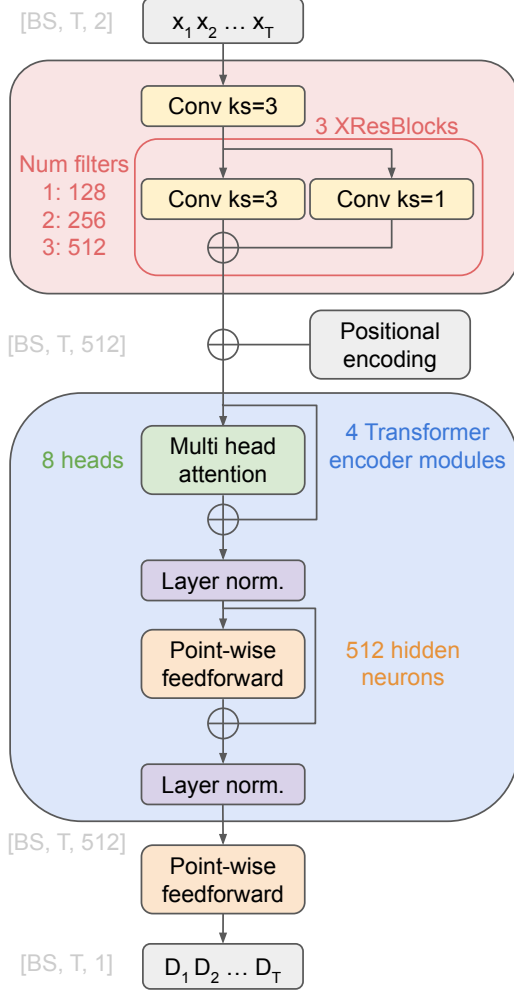 [BS, T, 2]
x1 x2 … xT
Conv ks=3
3 XResBlocks
Num filters
1: 128
2: 256
3: 512
Conv ks=3
Conv ks=1
[BS, T, 512]
Positional
encoding
8 heads
Multi head
attention
4 Transformer
encoder modules
Layer norm.
Point-wise
feedforward
512 hidden
neurons
Layer norm.
[BS, T, 512]
Point-wise
feedforward
[BS, T, 1]
D1 D2 … DT